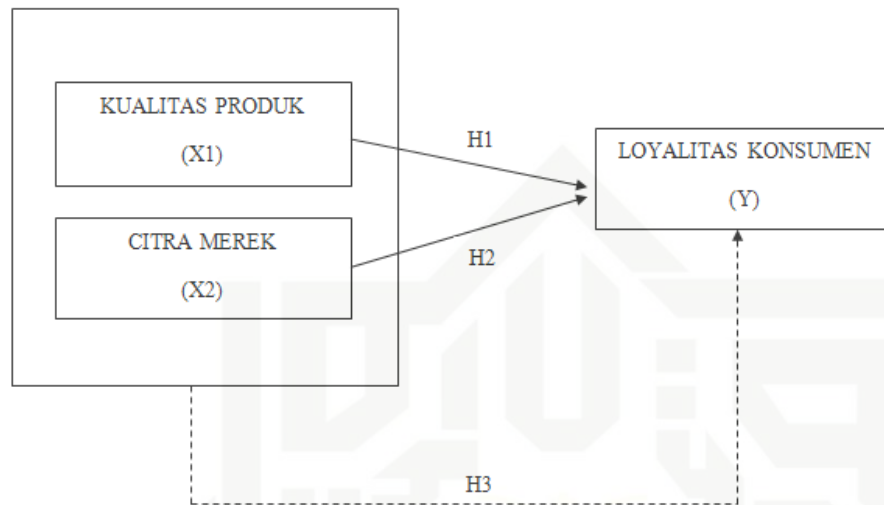 KUALITAS PRODUK
(X1)
H1
LOYALITAS KONSUMEN
(Y)
CITRA MEREK
(X2)
H2
H3